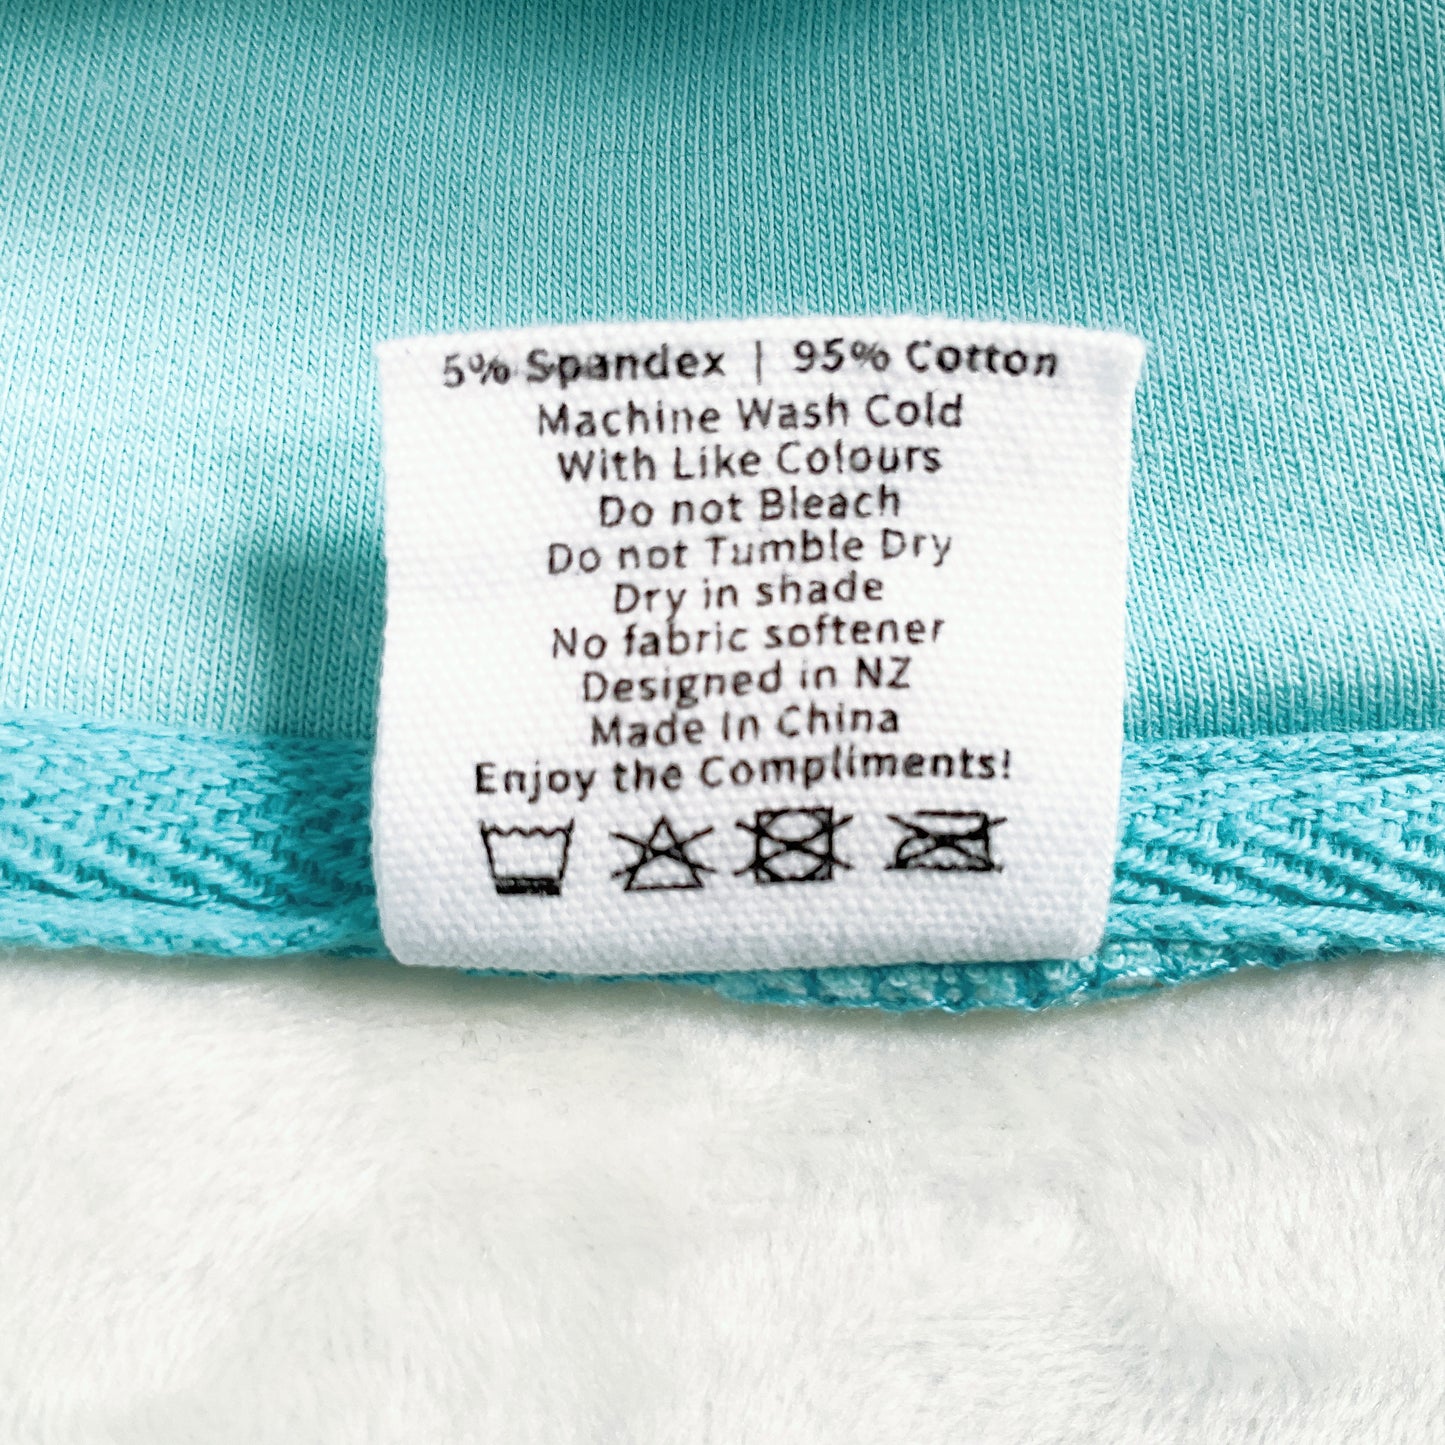 5% Spandex | 95% Cotton
Machine Wash Cold
With Like Colours
Do not Bleach
Do not Tumble Dry
Dry in shade
No fabric softener
Designed in NZ
Made In China
Enjoy the Compliments!